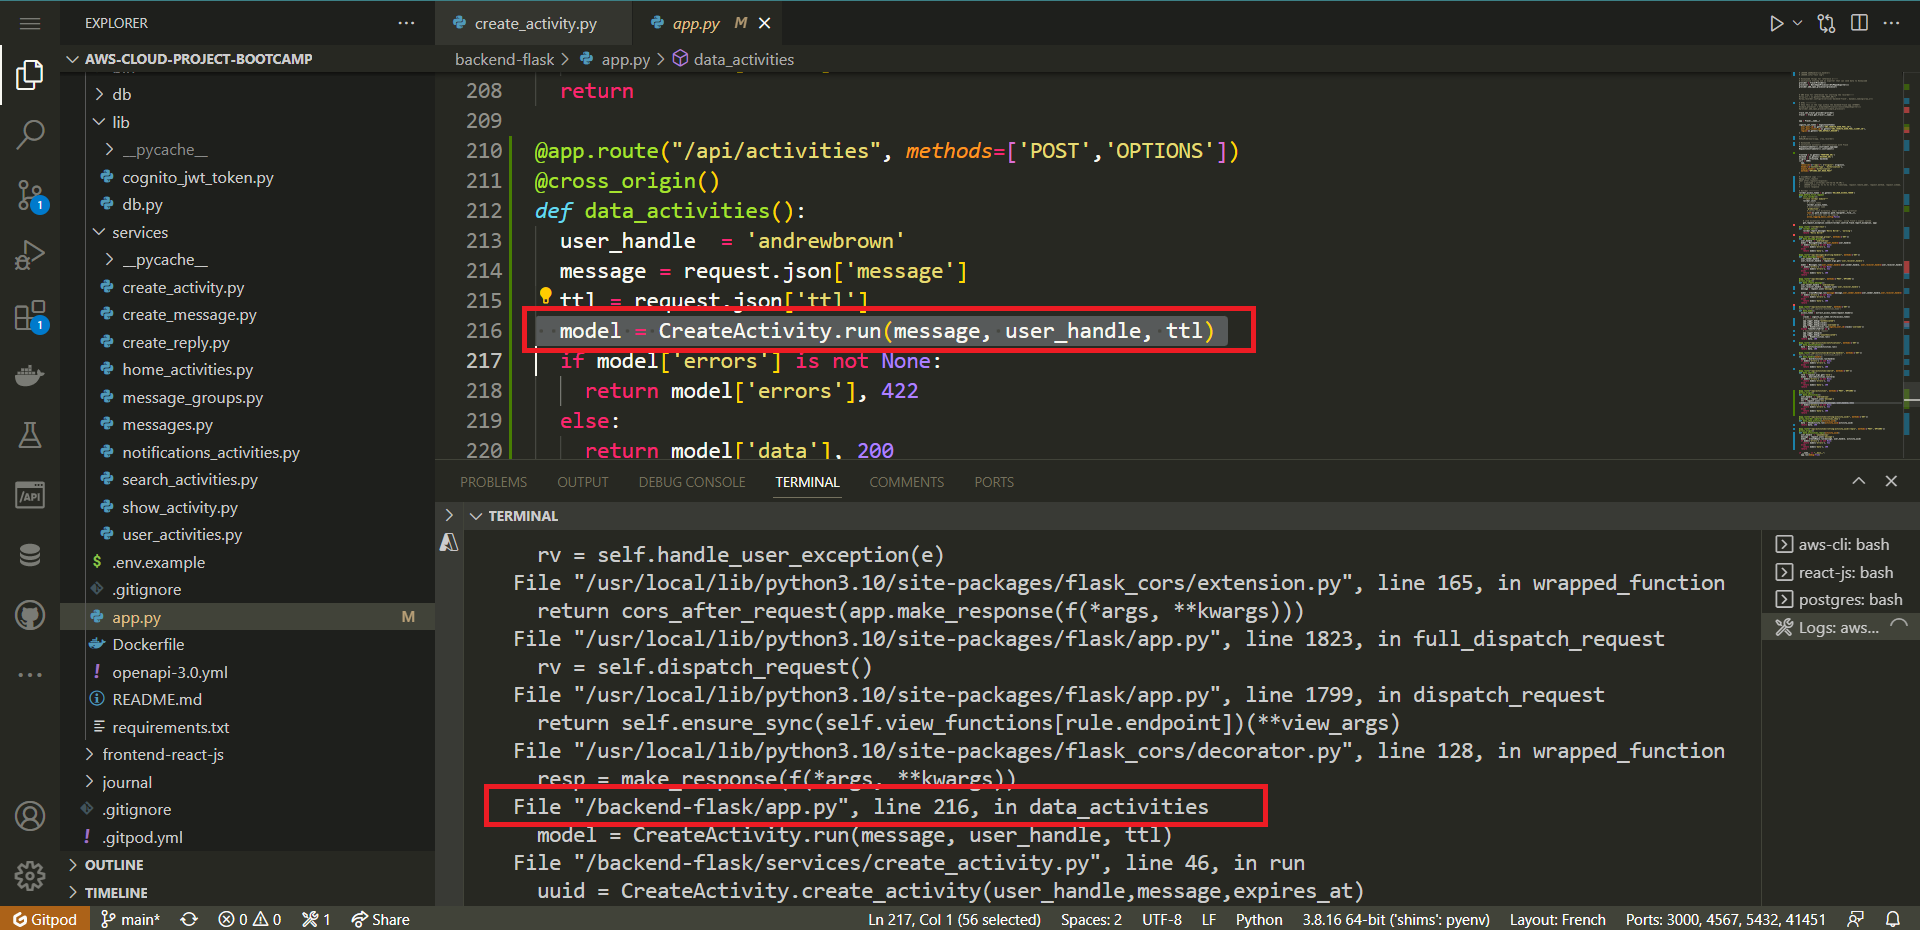 EXPLORER
AWS-CLOUD-PROJECT-BOOTCAMP
db
lib
__pycache__
cognito_jwt_token.py
db.py
services
__pycache__
create_activity.py
create_message.py
create_reply.py
home_activities.py
message_groups.py
messages.py
notifications_activities.py
search_activities.py
show_activity.py
user_activities.py
$ .env.example
.gitignore
app.py M
Dockerfile
! openapi-3.0.yml
README.md
requirements.txt
frontend-react-js
journal
.gitignore
! .gitpod.yml
OUTLINE
TIMELINE
1
1
/API
create_activity.py
app.py M
backend-flask > app.py > data_activities
208 return
209
210 @app.route("/api/activities", methods=['POST','OPTIONS'])
211 @cross_origin()
212 def data_activities():
213 user_handle  = 'andrewbrown'
214 message = request.json['message']
215 ttl = request.json['ttl']
216 model = CreateActivity.run(message, user_handle, ttl)
217 if model['errors'] is not None:
218 return model['errors'], 422
219 else:
220 return model['data'], 200
PROBLEMS OUTPUT DEBUG CONSOLE TERMINAL COMMENTS PORTS
TERMINAL
rv = self.handle_user_exception(e)
File "/usr/local/lib/python3.10/site-packages/flask_cors/extension.py", line 165, in wrapped_function
return cors_after_request(app.make_response(f(*args, **kwargs)))
File "/usr/local/lib/python3.10/site-packages/flask/app.py", line 1823, in full_dispatch_request
rv = self.dispatch_request()
File "/usr/local/lib/python3.10/site-packages/flask/app.py", line 1799, in dispatch_request
return self.ensure_sync(self.view_functions[rule.endpoint])(**view_args)
File "/usr/local/lib/python3.10/site-packages/flask_cors/decorator.py", line 128, in wrapped_function
resp = make_response(f(*args, **kwargs))
File "/backend-flask/app.py", line 216, in data_activities
model = CreateActivity.run(message, user_handle, ttl)
File "/backend-flask/services/create_activity.py", line 46, in run
uuid = CreateActivity.create_activity(user_handle,message,expires_at)
aws-cli: bash
react-js: bash
postgres: bash
Logs: aws...
Gitpod main* 0 0 1 Share Ln 217, Col 1 (56 selected) Spaces: 2 UTF-8 LF Python 3.8.16 64-bit ('shims': pyenv) Layout: French Ports: 3000, 4567, 5432, 41451